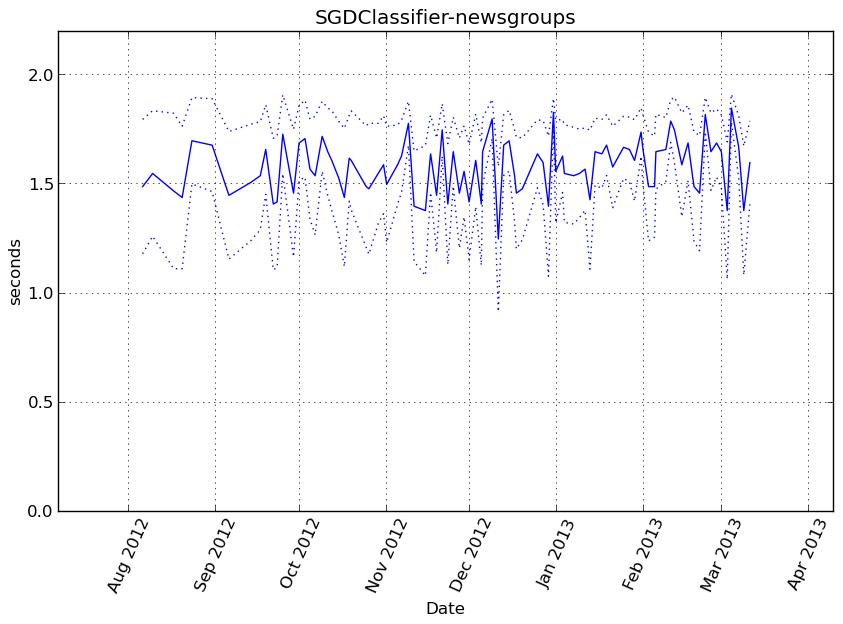 SGDClassifier-newsgroups
2.0
1.5
1.0
0.5
0.0
seconds
Aug 2012
Sep 2012
Oct 2012
Nov 2012
Dec 2012
Jan 2013
Feb 2013
Mar 2013
Apr 2013
Date